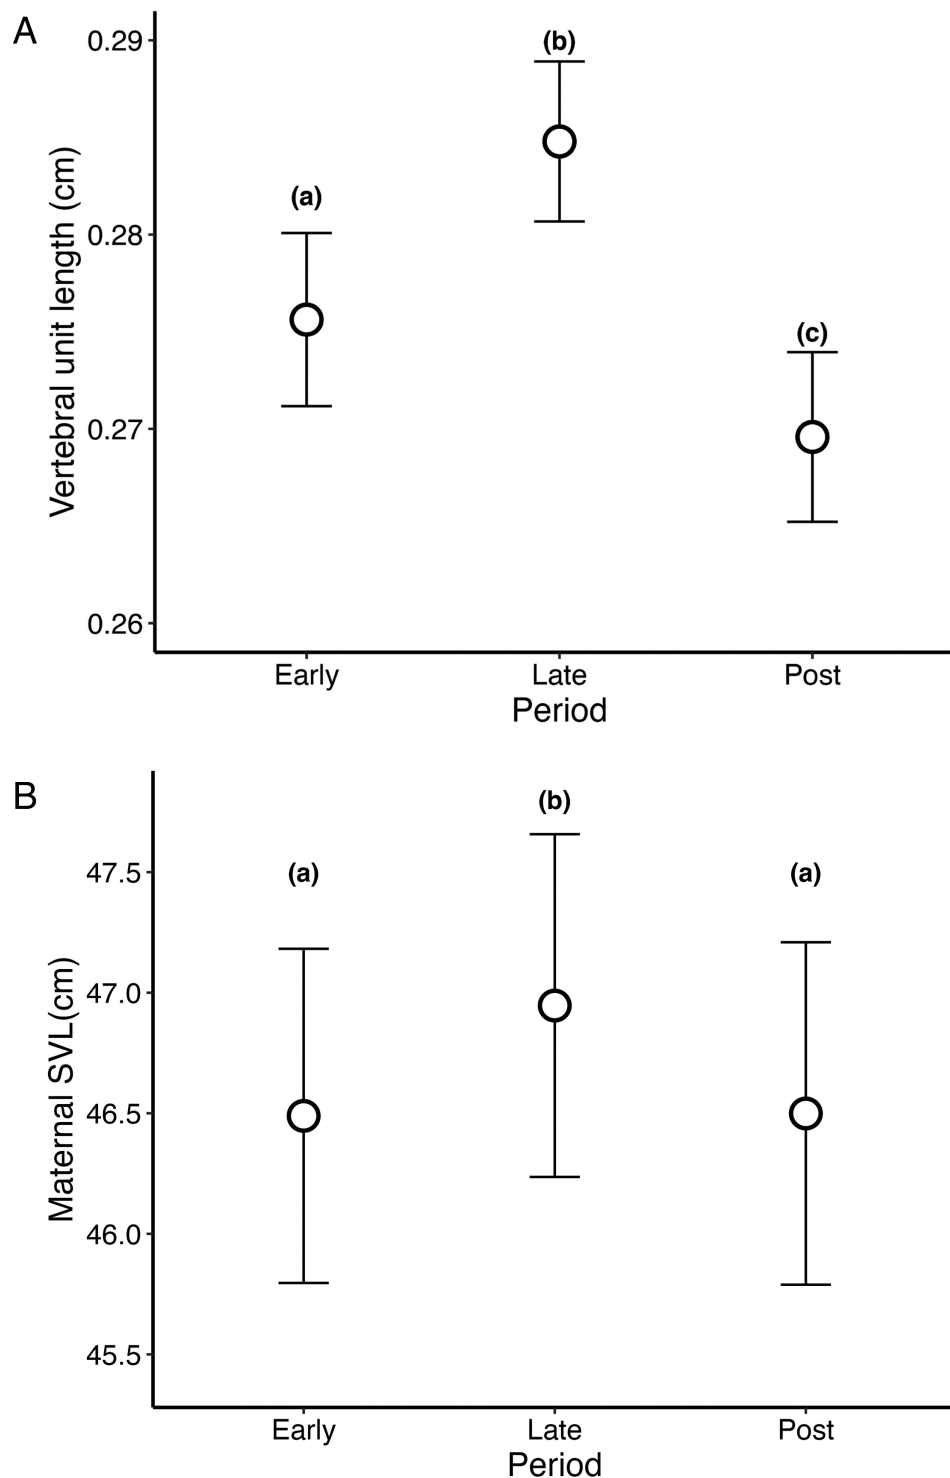 A
0.29
(b)
(a)
0.28
(c)
0.27
0.26
Vertebral unit length (cm)
Early Late Post
Period
B
(b)
47.5
(a) (a)
47.0
46.5
46.0
45.5
Maternal SVL(cm)
Early Late Post
Period